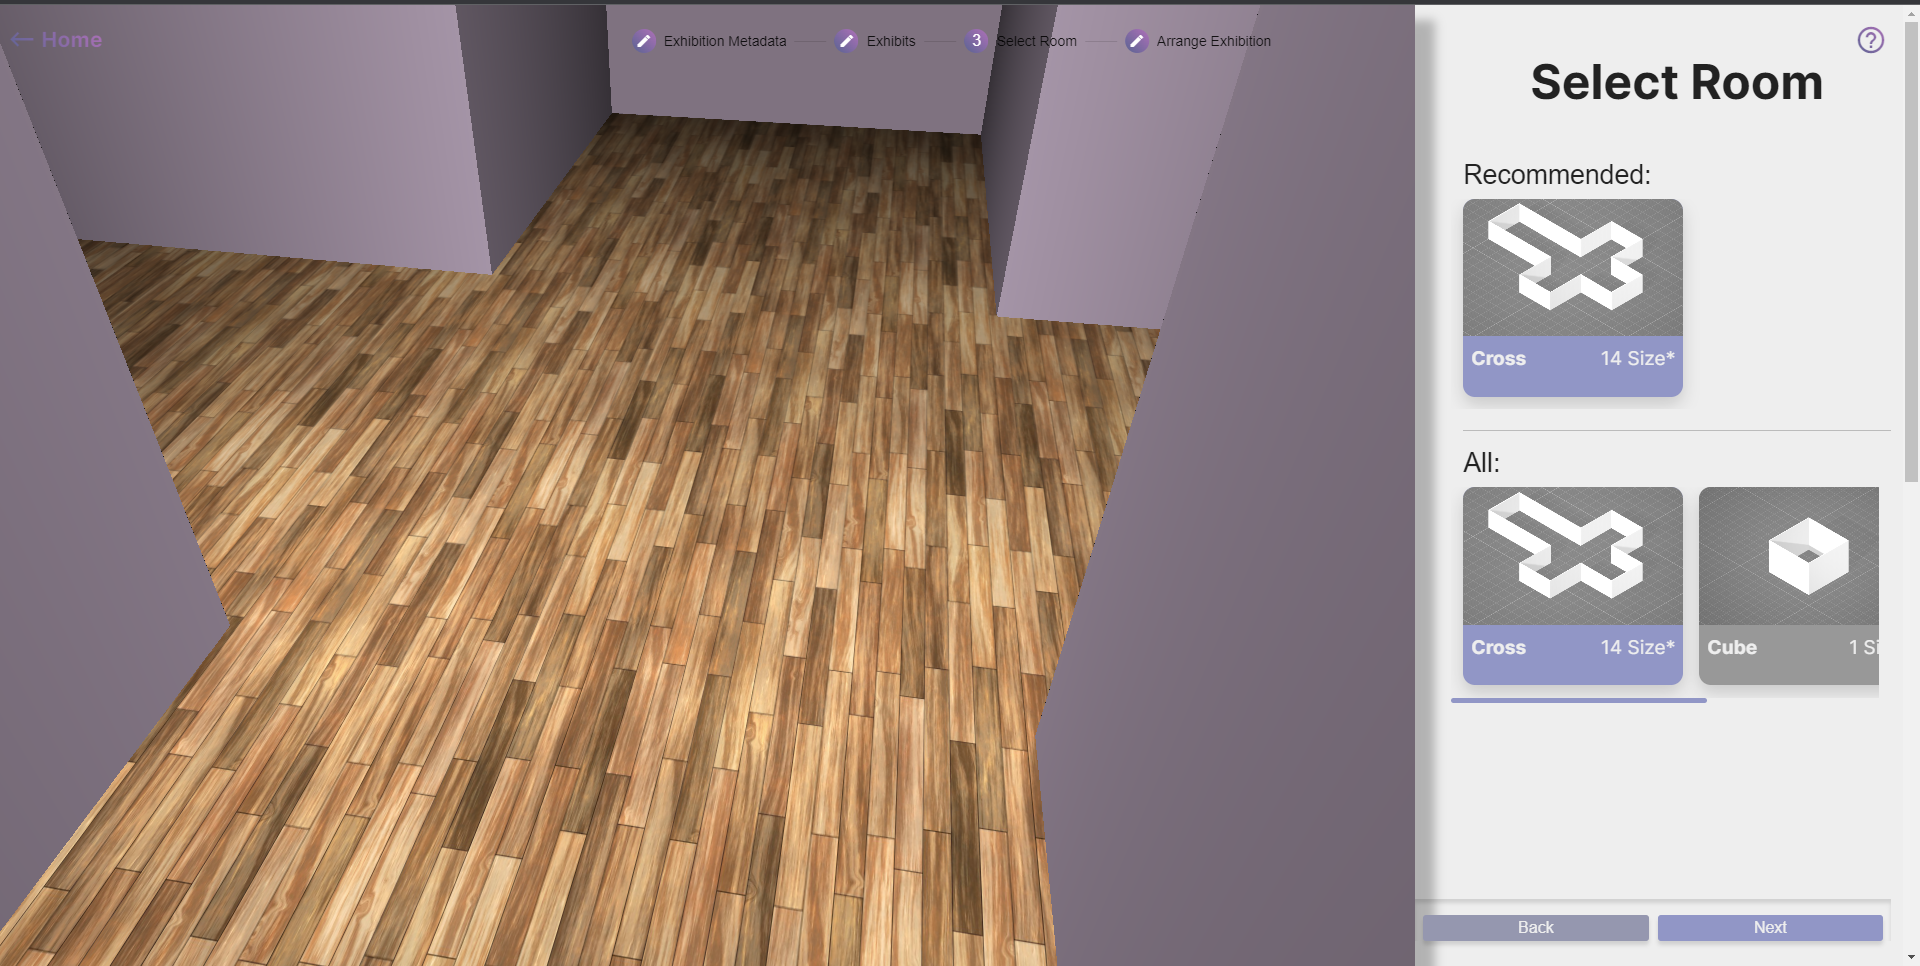 Home
Exhibition Metadata
Exhibits
3 Select Room
Arrange Exhibition
?
Select Room
Recommended:
Cross 14 Size*
All:
Cross 14 Size*
Cube 1 Si
Back
Next